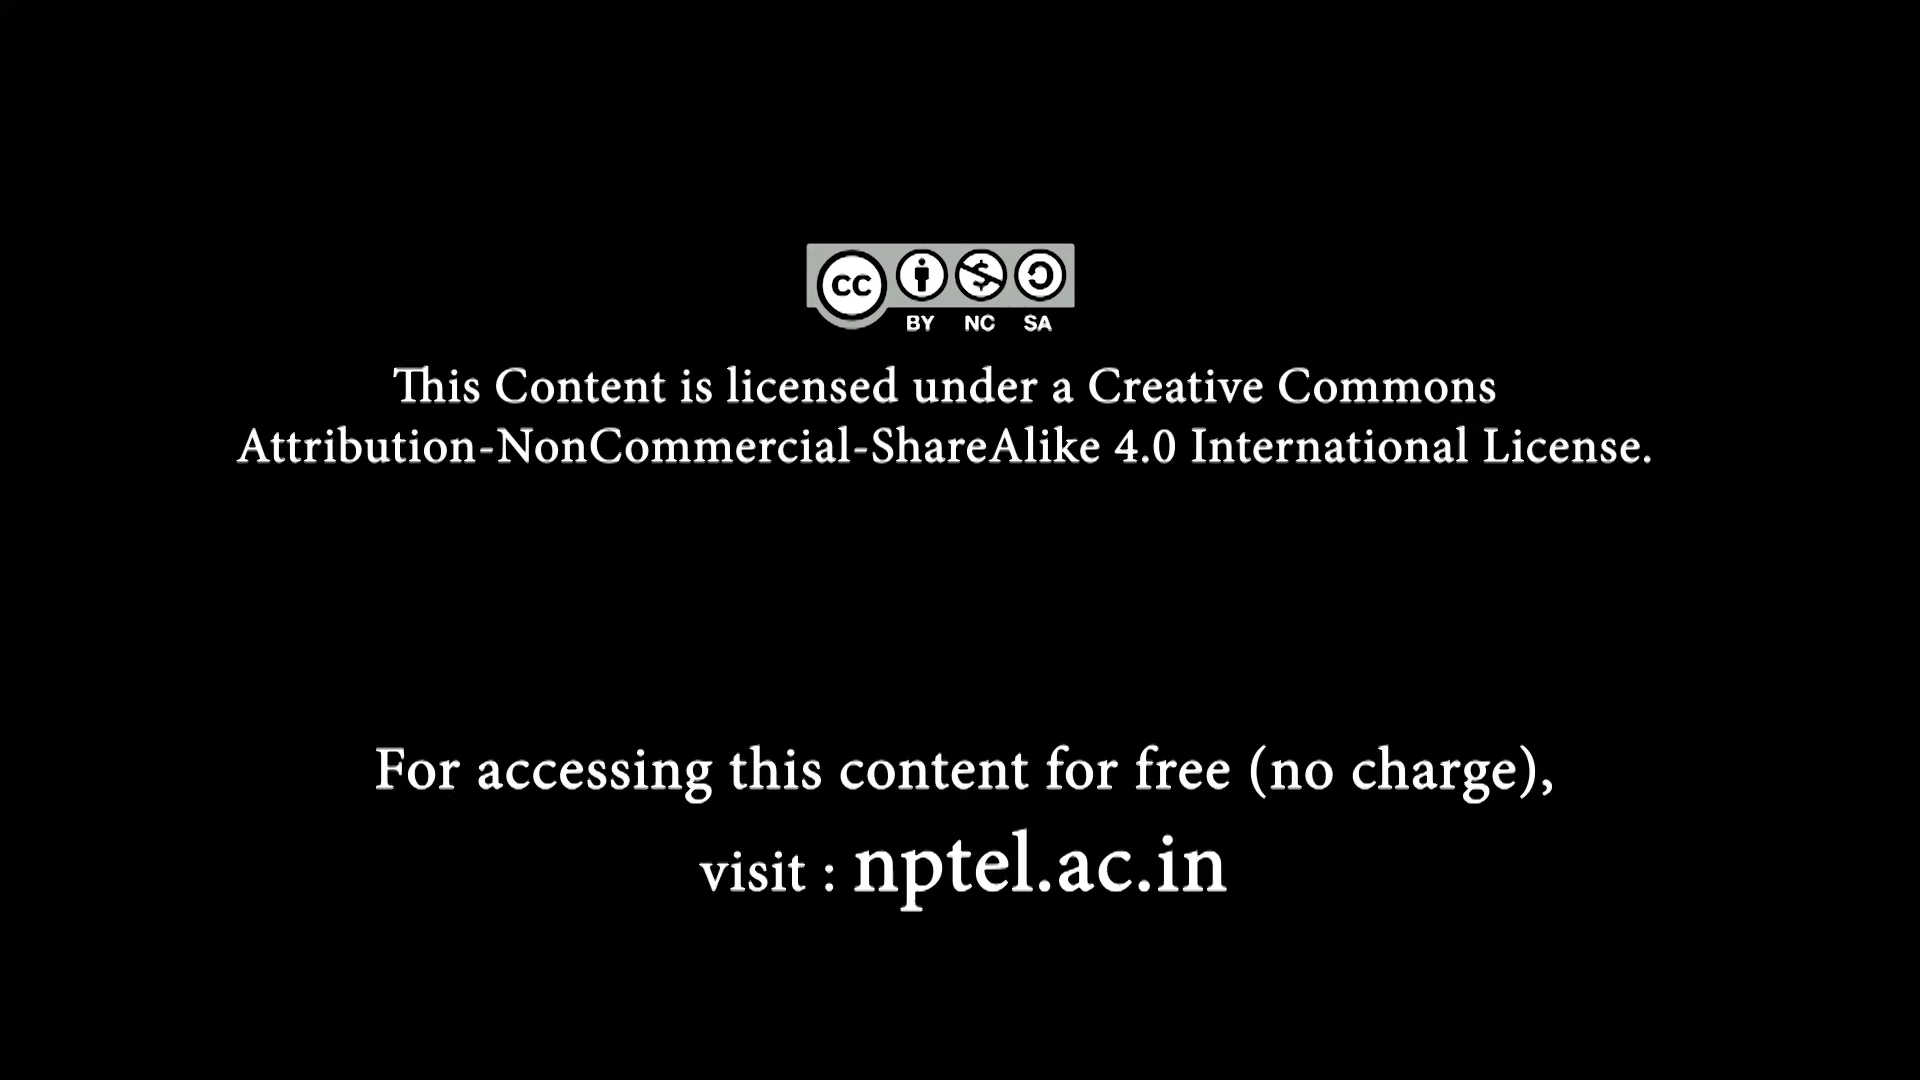 cc
BY NC SA
This Content is licensed under a Creative Commons
Attribution-NonCommercial-ShareAlike 4.0 International License.
For accessing this content for free (no charge),
visit : nptel.ac.in